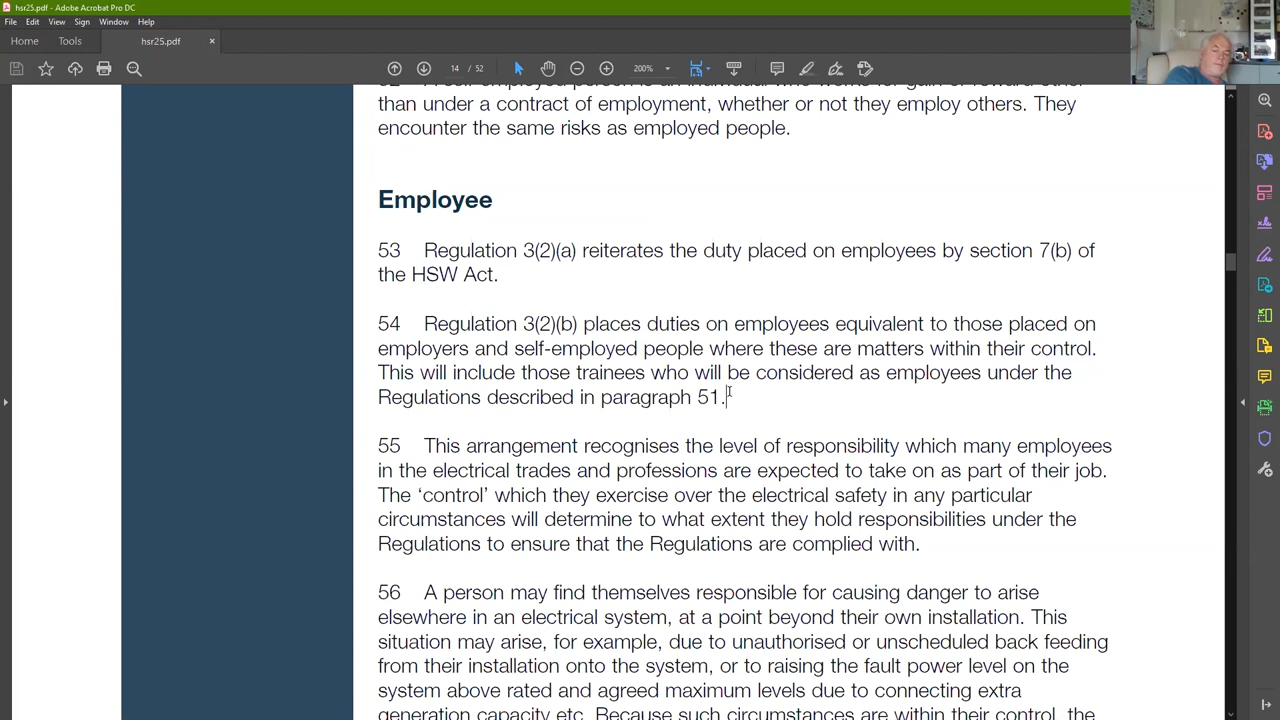 hsr25.pdf - Adobe Acrobat Pro DC
File Edit View Sign Window Help
Home Tools hsr25.pdf ×
14 / 52 200%
than under a contract of employment, whether or not they employ others. They
encounter the same risks as employed people.
Employee
53 Regulation 3(2)(a) reiterates the duty placed on employees by section 7(b) of
the HSW Act.
54 Regulation 3(2)(b) places duties on employees equivalent to those placed on
employers and self-employed people where these are matters within their control.
This will include those trainees who will be considered as employees under the
Regulations described in paragraph 51.
55 This arrangement recognises the level of responsibility which many employees
in the electrical trades and professions are expected to take on as part of their job.
The ‘control’ which they exercise over the electrical safety in any particular
circumstances will determine to what extent they hold responsibilities under the
Regulations to ensure that the Regulations are complied with.
56 A person may find themselves responsible for causing danger to arise
elsewhere in an electrical system, at a point beyond their own installation. This
situation may arise, for example, due to unauthorised or unscheduled back feeding
from their installation onto the system, or to raising the fault power level on the
system above rated and agreed maximum levels due to connecting extra
generation capacity etc. Because such circumstances are within their control, the